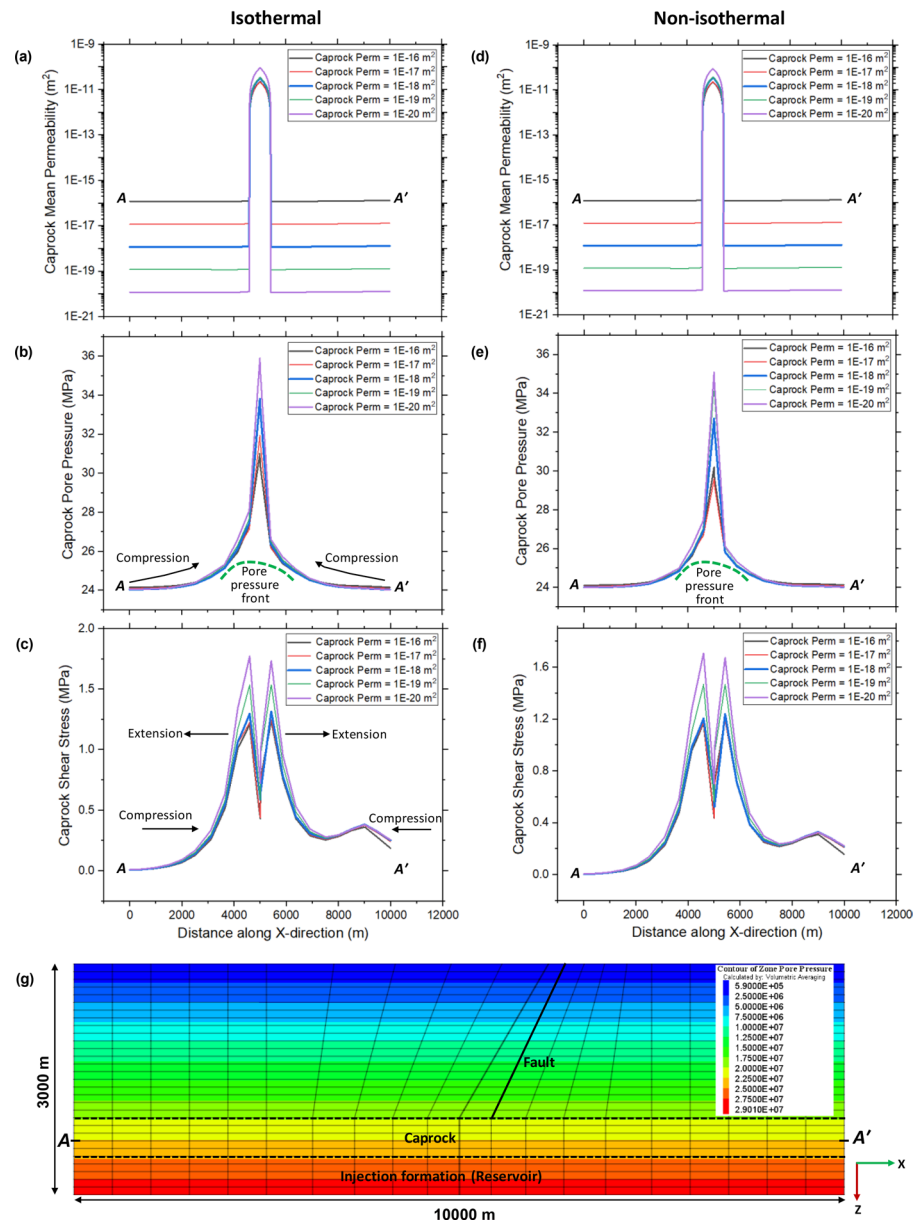 Isothermal
Non-isothermal
(a)
1E-9
1E-11
1E-13
1E-15
1E-17
1E-19
1E-21
Caprock Mean Permeability (m²)
Caprock Perm = 1E-16 m²
Caprock Perm = 1E-17 m²
Caprock Perm = 1E-18 m²
Caprock Perm = 1E-19 m²
Caprock Perm = 1E-20 m²
A
A′
(d)
1E-9
1E-11
1E-13
1E-15
1E-17
1E-19
1E-21
Caprock Mean Permeability (m²)
Caprock Perm = 1E-16 m²
Caprock Perm = 1E-17 m²
Caprock Perm = 1E-18 m²
Caprock Perm = 1E-19 m²
Caprock Perm = 1E-20 m²
A
A′
(b)
36
34
32
30
28
26
24
Caprock Pore Pressure (MPa)
Caprock Perm = 1E-16 m²
Caprock Perm = 1E-17 m²
Caprock Perm = 1E-18 m²
Caprock Perm = 1E-19 m²
Caprock Perm = 1E-20 m²
Compression
Compression
Pore
pressure
front
A
A′
(e)
36
34
32
30
28
26
24
Caprock Pore Pressure (MPa)
Caprock Perm = 1E-16 m²
Caprock Perm = 1E-17 m²
Caprock Perm = 1E-18 m²
Caprock Perm = 1E-19 m²
Caprock Perm = 1E-20 m²
Pore
pressure
front
A
A′
(c)
2.0
1.5
1.0
0.5
0.0
Caprock Shear Stress (MPa)
Caprock Perm = 1E-16 m²
Caprock Perm = 1E-17 m²
Caprock Perm = 1E-18 m²
Caprock Perm = 1E-19 m²
Caprock Perm = 1E-20 m²
Extension
Extension
Compression
Compression
A
A′
0 2000 4000 6000 8000 10000 12000
Distance along X-direction (m)
(f)
1.6
1.2
0.8
0.4
0.0
Caprock Shear Stress (MPa)
Caprock Perm = 1E-16 m²
Caprock Perm = 1E-17 m²
Caprock Perm = 1E-18 m²
Caprock Perm = 1E-19 m²
Caprock Perm = 1E-20 m²
A
A′
0 2000 4000 6000 8000 10000 12000
Distance along X-direction (m)
(g)
Contour of Zone Pore Pressure
Calculated by: Volumetric Averaging
5.9000E+05
2.5000E+06
5.0000E+06
7.5000E+06
1.0000E+07
1.2500E+07
1.5000E+07
1.7500E+07
2.0000E+07
2.2500E+07
2.5000E+07
2.7500E+07
2.9010E+07
3000 m
Fault
A
Caprock
A′
Injection formation (Reservoir)
X
Z
10000 m